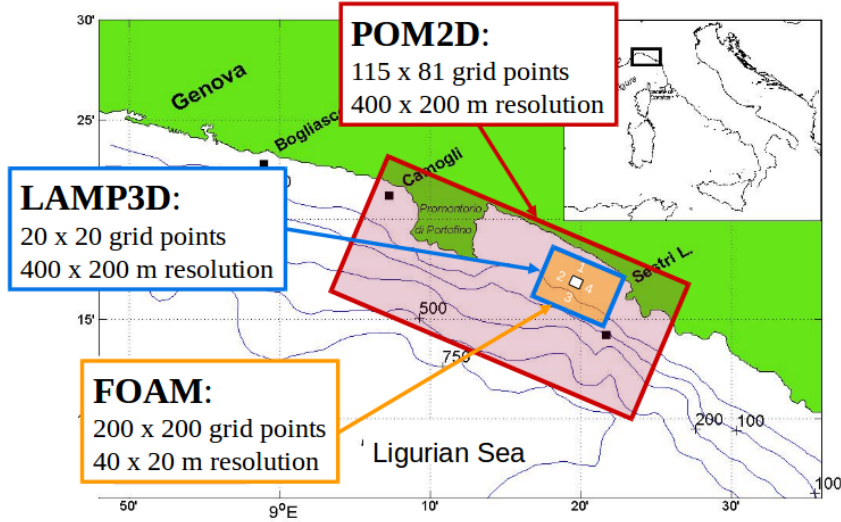 30'
POM2D:
115 x 81 grid points
400 x 200 m resolution
Genova
25'
Bogliasco
Camogli
LAMP3D:
20 x 20 grid points
400 x 200 m resolution
Promontorio
di Portofino
Sestri L.
1
2
4
3
500
15'
750
FOAM:
200 x 200 grid points
40 x 20 m resolution
200
100
Ligurian Sea
100
50'
9°E
10'
20'
30'